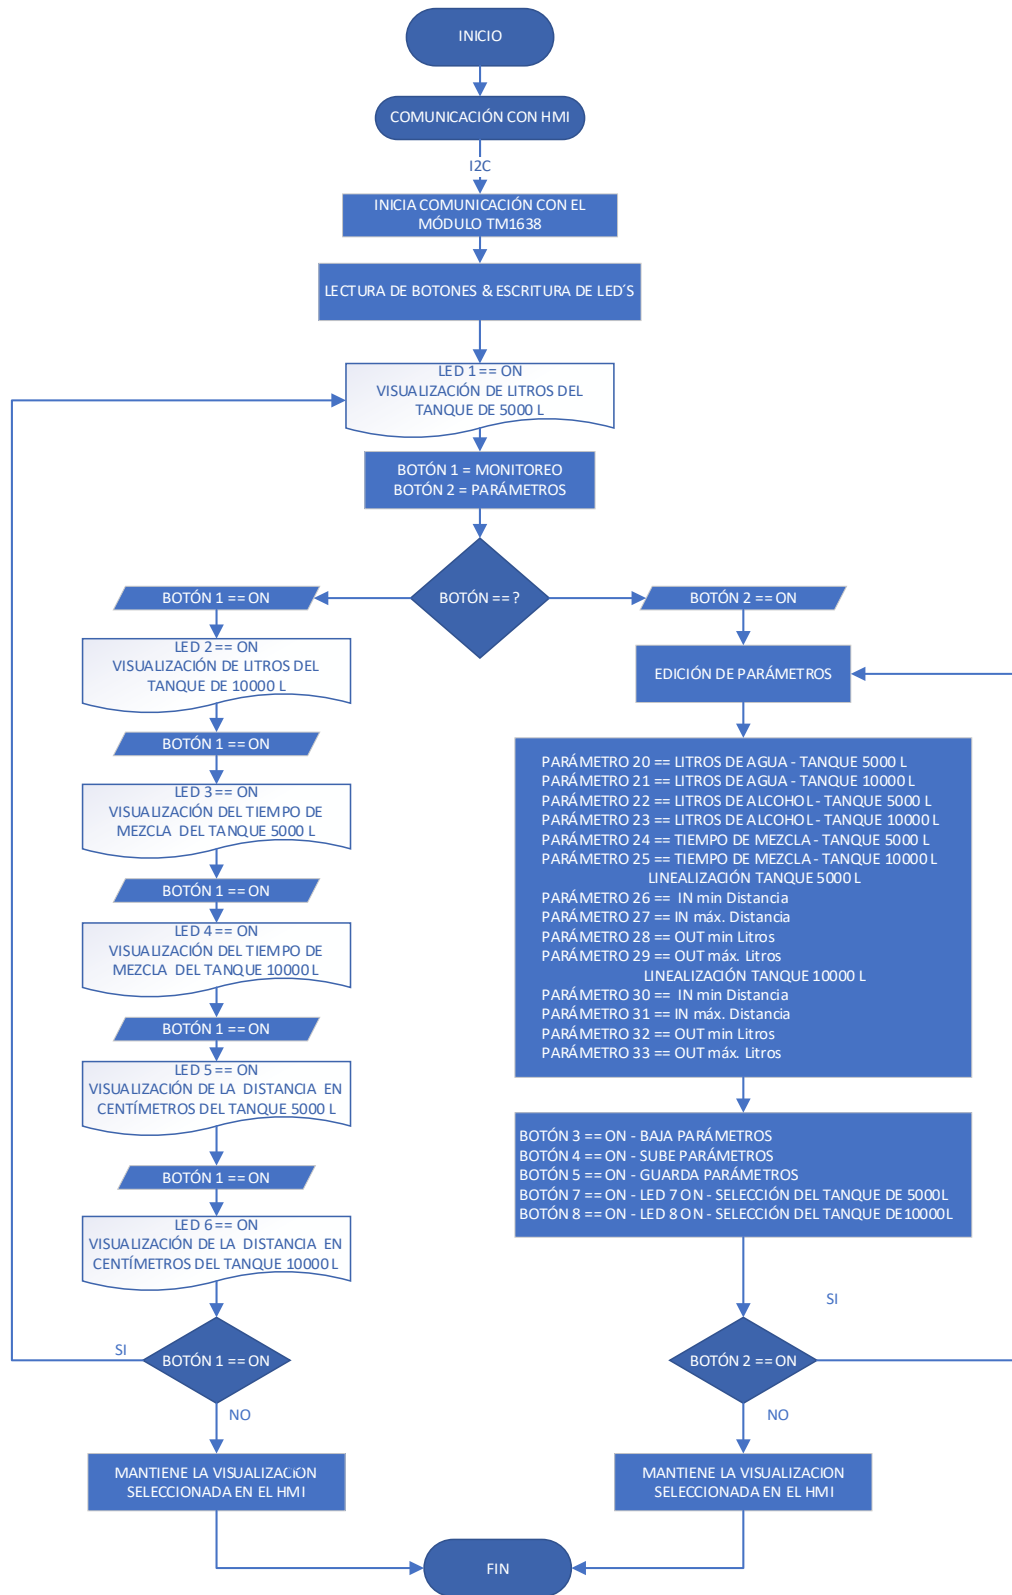 INICIO
COMUNICACIÓN CON HMI
I2C
INICIA COMUNICACIÓN CON EL
MÓDULO TM1638
LECTURA DE BOTONES & ESCRITURA DE LED´S
LED 1 == ON
VISUALIZACIÓN DE LITROS DEL
TANQUE DE 5000 L
BOTÓN 1 = MONITOREO
BOTÓN 2 = PARÁMETROS
BOTÓN == ?
BOTÓN 1 == ON
LED 2 == ON
VISUALIZACIÓN DE LITROS DEL
TANQUE DE 10000 L
BOTÓN 1 == ON
LED 3 == ON
VISUALIZACIÓN DEL TIEMPO DE
MEZCLA DEL TANQUE 5000 L
BOTÓN 1 == ON
LED 4 == ON
VISUALIZACIÓN DEL TIEMPO DE
MEZCLA DEL TANQUE 10000 L
BOTÓN 1 == ON
LED 5 == ON
VISUALIZACIÓN DE LA DISTANCIA EN
CENTÍMETROS DEL TANQUE 5000 L
BOTÓN 1 == ON
LED 6 == ON
VISUALIZACIÓN DE LA DISTANCIA EN
CENTÍMETROS DEL TANQUE 10000 L
SI
BOTÓN 1 == ON
NO
MANTIENE LA VISUALIZACION
SELECCIONADA EN EL HMI
BOTÓN 2 == ON
EDICIÓN DE PARÁMETROS
PARÁMETRO 20 == LITROS DE AGUA - TANQUE 5000 L
PARÁMETRO 21 == LITROS DE AGUA - TANQUE 10000 L
PARÁMETRO 22 == LITROS DE ALCOHOL - TANQUE 5000 L
PARÁMETRO 23 == LITROS DE ALCOHOL - TANQUE 10000 L
PARÁMETRO 24 == TIEMPO DE MEZCLA - TANQUE 5000 L
PARÁMETRO 25 == TIEMPO DE MEZCLA - TANQUE 10000 L
LINEALIZACIÓN TANQUE 5000 L
PARÁMETRO 26 == IN min Distancia
PARÁMETRO 27 == IN máx. Distancia
PARÁMETRO 28 == OUT min Litros
PARÁMETRO 29 == OUT máx. Litros
LINEALIZACIÓN TANQUE 10000 L
PARÁMETRO 30 == IN min Distancia
PARÁMETRO 31 == IN máx. Distancia
PARÁMETRO 32 == OUT min Litros
PARÁMETRO 33 == OUT máx. Litros
BOTÓN 3 == ON - BAJA PARÁMETROS
BOTÓN 4 == ON - SUBE PARÁMETROS
BOTÓN 5 == ON - GUARDA PARÁMETROS
BOTÓN 7 == ON - LED 7 ON - SELECCIÓN DEL TANQUE DE 5000L
BOTÓN 8 == ON - LED 8 ON - SELECCIÓN DEL TANQUE DE10000L
SI
BOTÓN 2 == ON
NO
MANTIENE LA VISUALIZACION
SELECCIONADA EN EL HMI
FIN